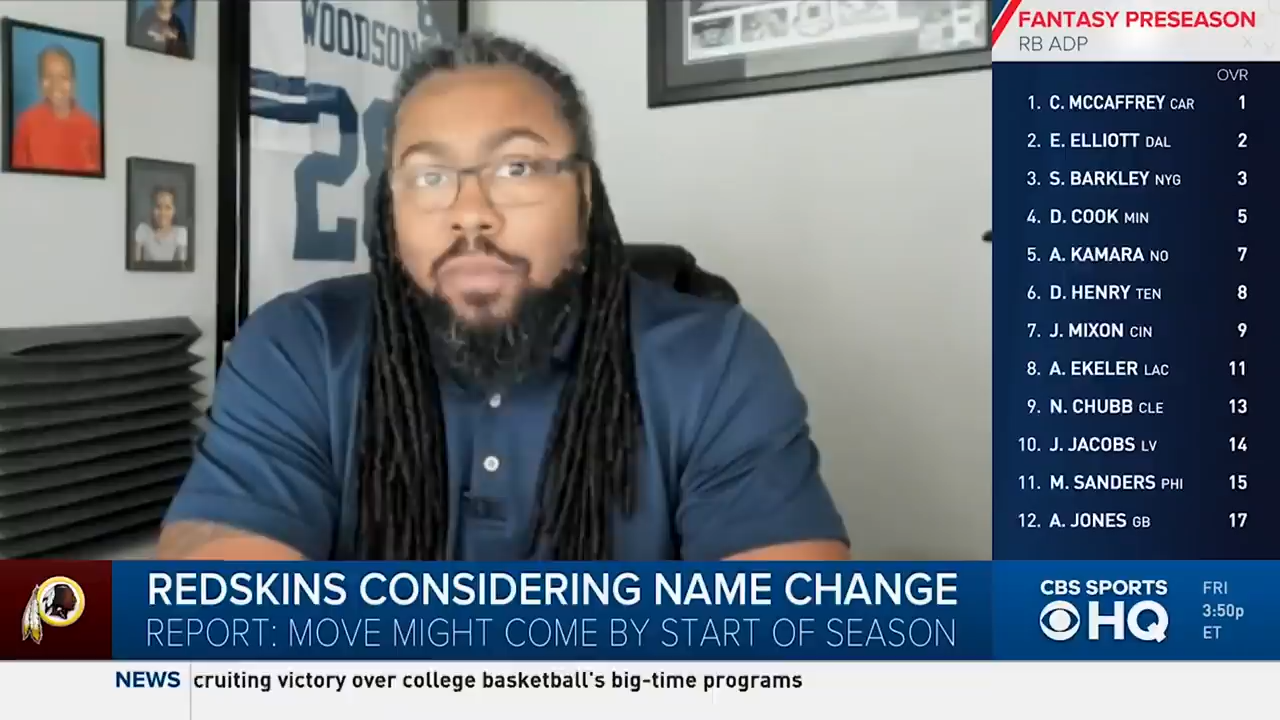 WOODSON
28
FANTASY PRESEASON
RB ADP
OVR
1. C. MCCAFFREY CAR 1
2. E. ELLIOTT DAL 2
3. S. BARKLEY NYG 3
4. D. COOK MIN 5
5. A. KAMARA NO 7
6. D. HENRY TEN 8
7. J. MIXON CIN 9
8. A. EKELER LAC 11
9. N. CHUBB CLE 13
10. J. JACOBS LV 14
11. M. SANDERS PHI 15
12. A. JONES GB 17
REDSKINS CONSIDERING NAME CHANGE
REPORT: MOVE MIGHT COME BY START OF SEASON
CBS SPORTS
HQ
FRI
3:50p
ET
NEWS cruiting victory over college basketball's big-time programs